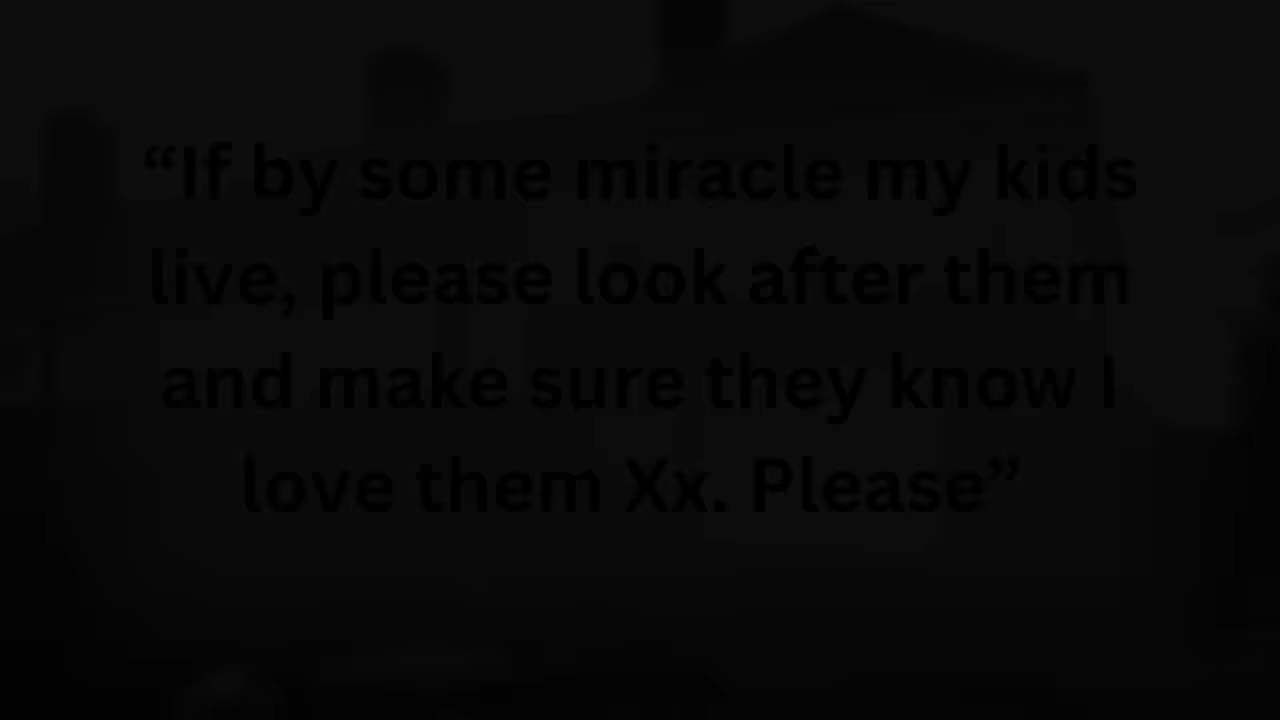 “If by some miracle my kids
live, please look after them
and make sure they know I
love them Xx. Please”